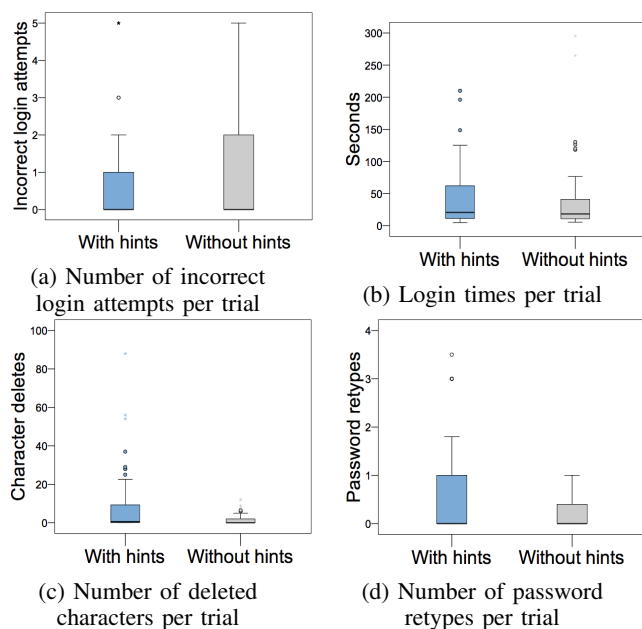 5
4
3
2
1
0
Incorrect login attempts
With hints
Without hints
(a) Number of incorrect
login attempts per trial
300
250
200
150
100
50
0
Seconds
With hints
Without hints
(b) Login times per trial
100
80
60
40
20
0
Character deletes
With hints
Without hints
(c) Number of deleted
characters per trial
4
3
2
1
0
Password retypes
With hints
Without hints
(d) Number of password
retypes per trial